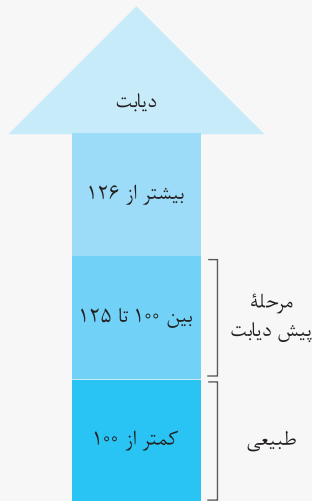 دیابت
بیشتر از ۱۲۶
بین ۱۰۰ تا ۱۲۵
مرحلهٔ
پیش دیابت
کمتر از ۱۰۰
طبیعی